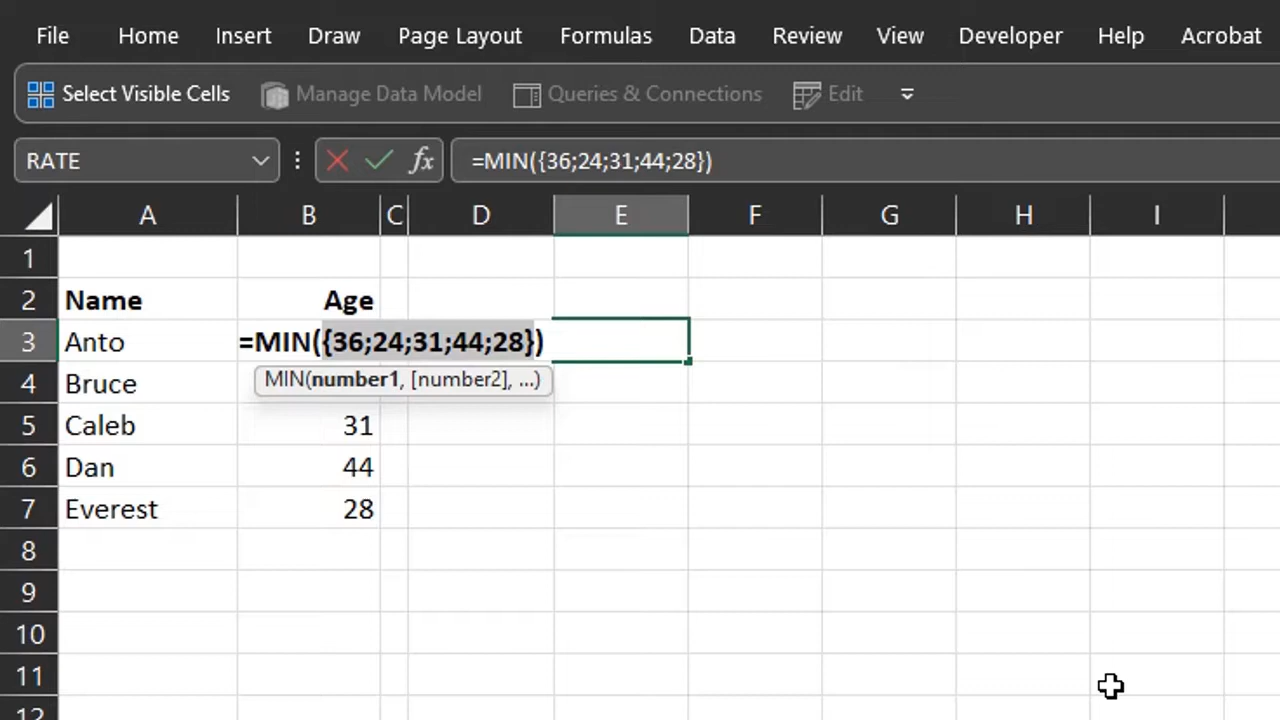 File Home Insert Draw Page Layout Formulas Data Review View Developer Help Acrobat
Select Visible Cells Manage Data Model Queries & Connections Edit
RATE fx =MIN({36;24;31;44;28})
A B C D E F G H I
1
2 Name Age
3 Anto =MIN({36;24;31;44;28})
4 Bruce MIN(number1, [number2], ...)
5 Caleb 31
6 Dan 44
7 Everest 28
8
9
10
11
12